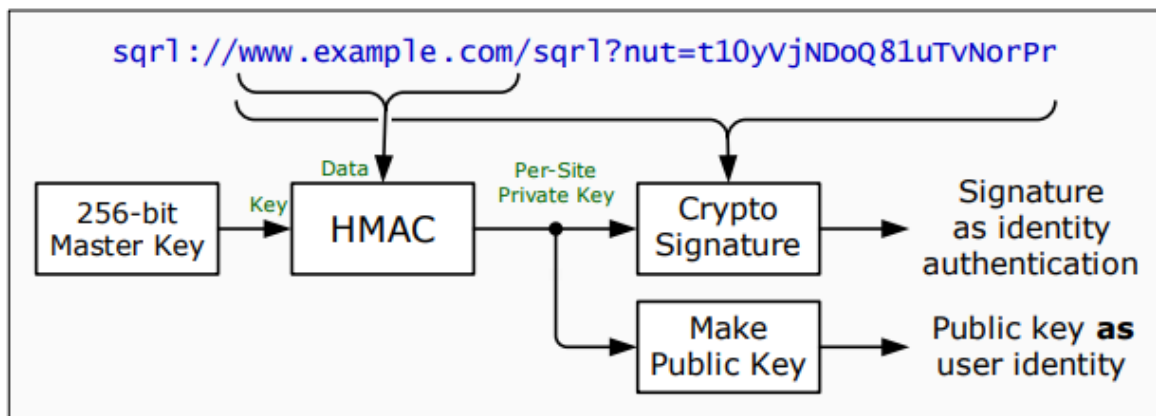 sqrl://www.example.com/sqrl?nut=t1OyVjNDoQ81uTvNorPr
Data
Per-Site
Private Key
Key
256-bit
Master Key
HMAC
Crypto
Signature
Signature
as identity
authentication
Make
Public Key
Public key as
user identity